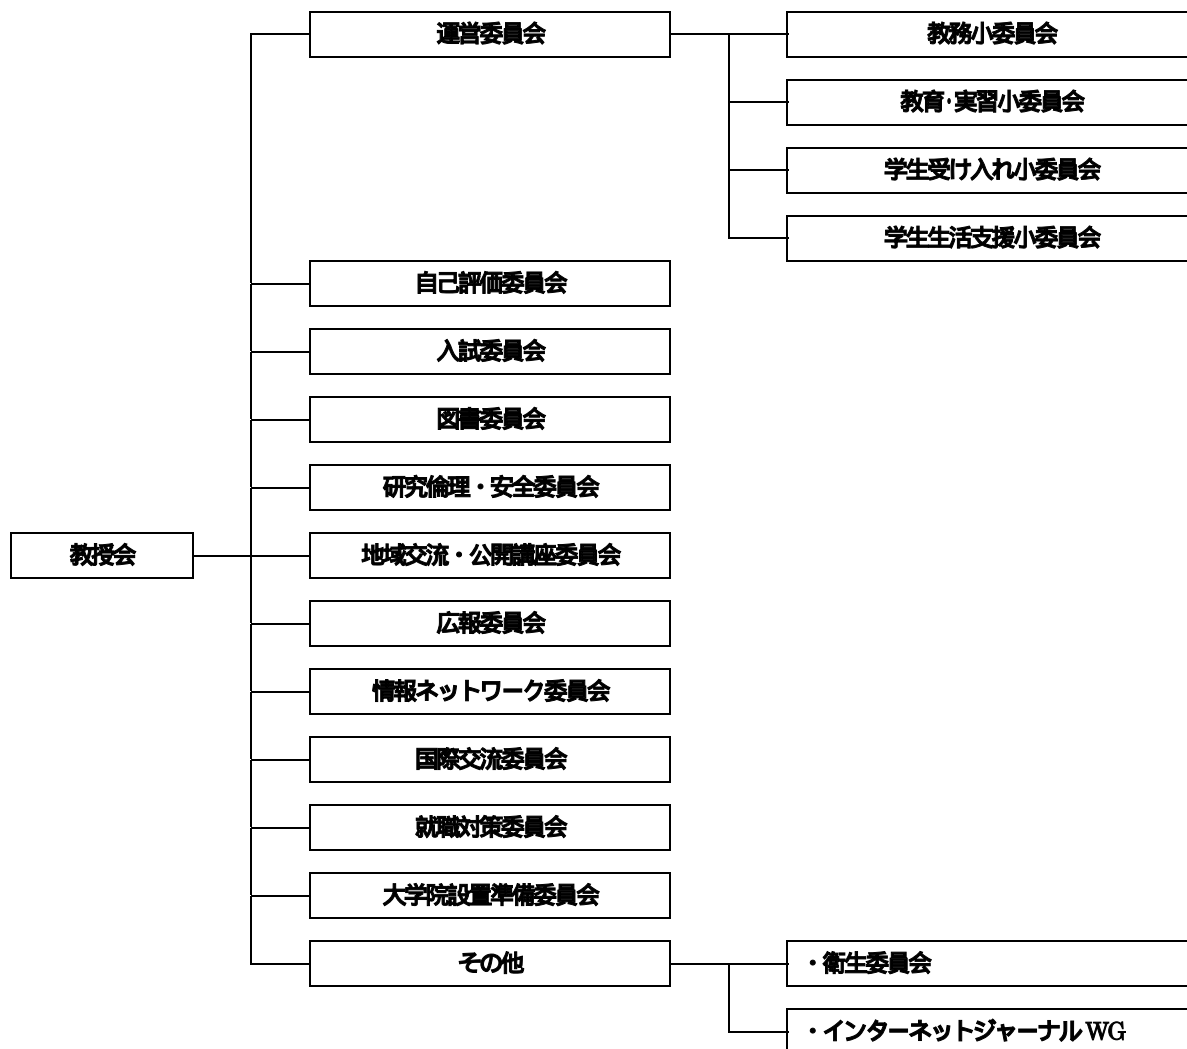 運営委員会
教務小委員会
教育・実習小委員会
学生受け入れ小委員会
学生生活支援小委員会
自己評価委員会
入試委員会
図書委員会
研究倫理・安全委員会
教授会
地域交流・公開講座委員会
広報委員会
情報ネットワーク委員会
国際交流委員会
就職対策委員会
大学院設置準備委員会
その他
・衛生委員会
・インターネットジャーナルWG